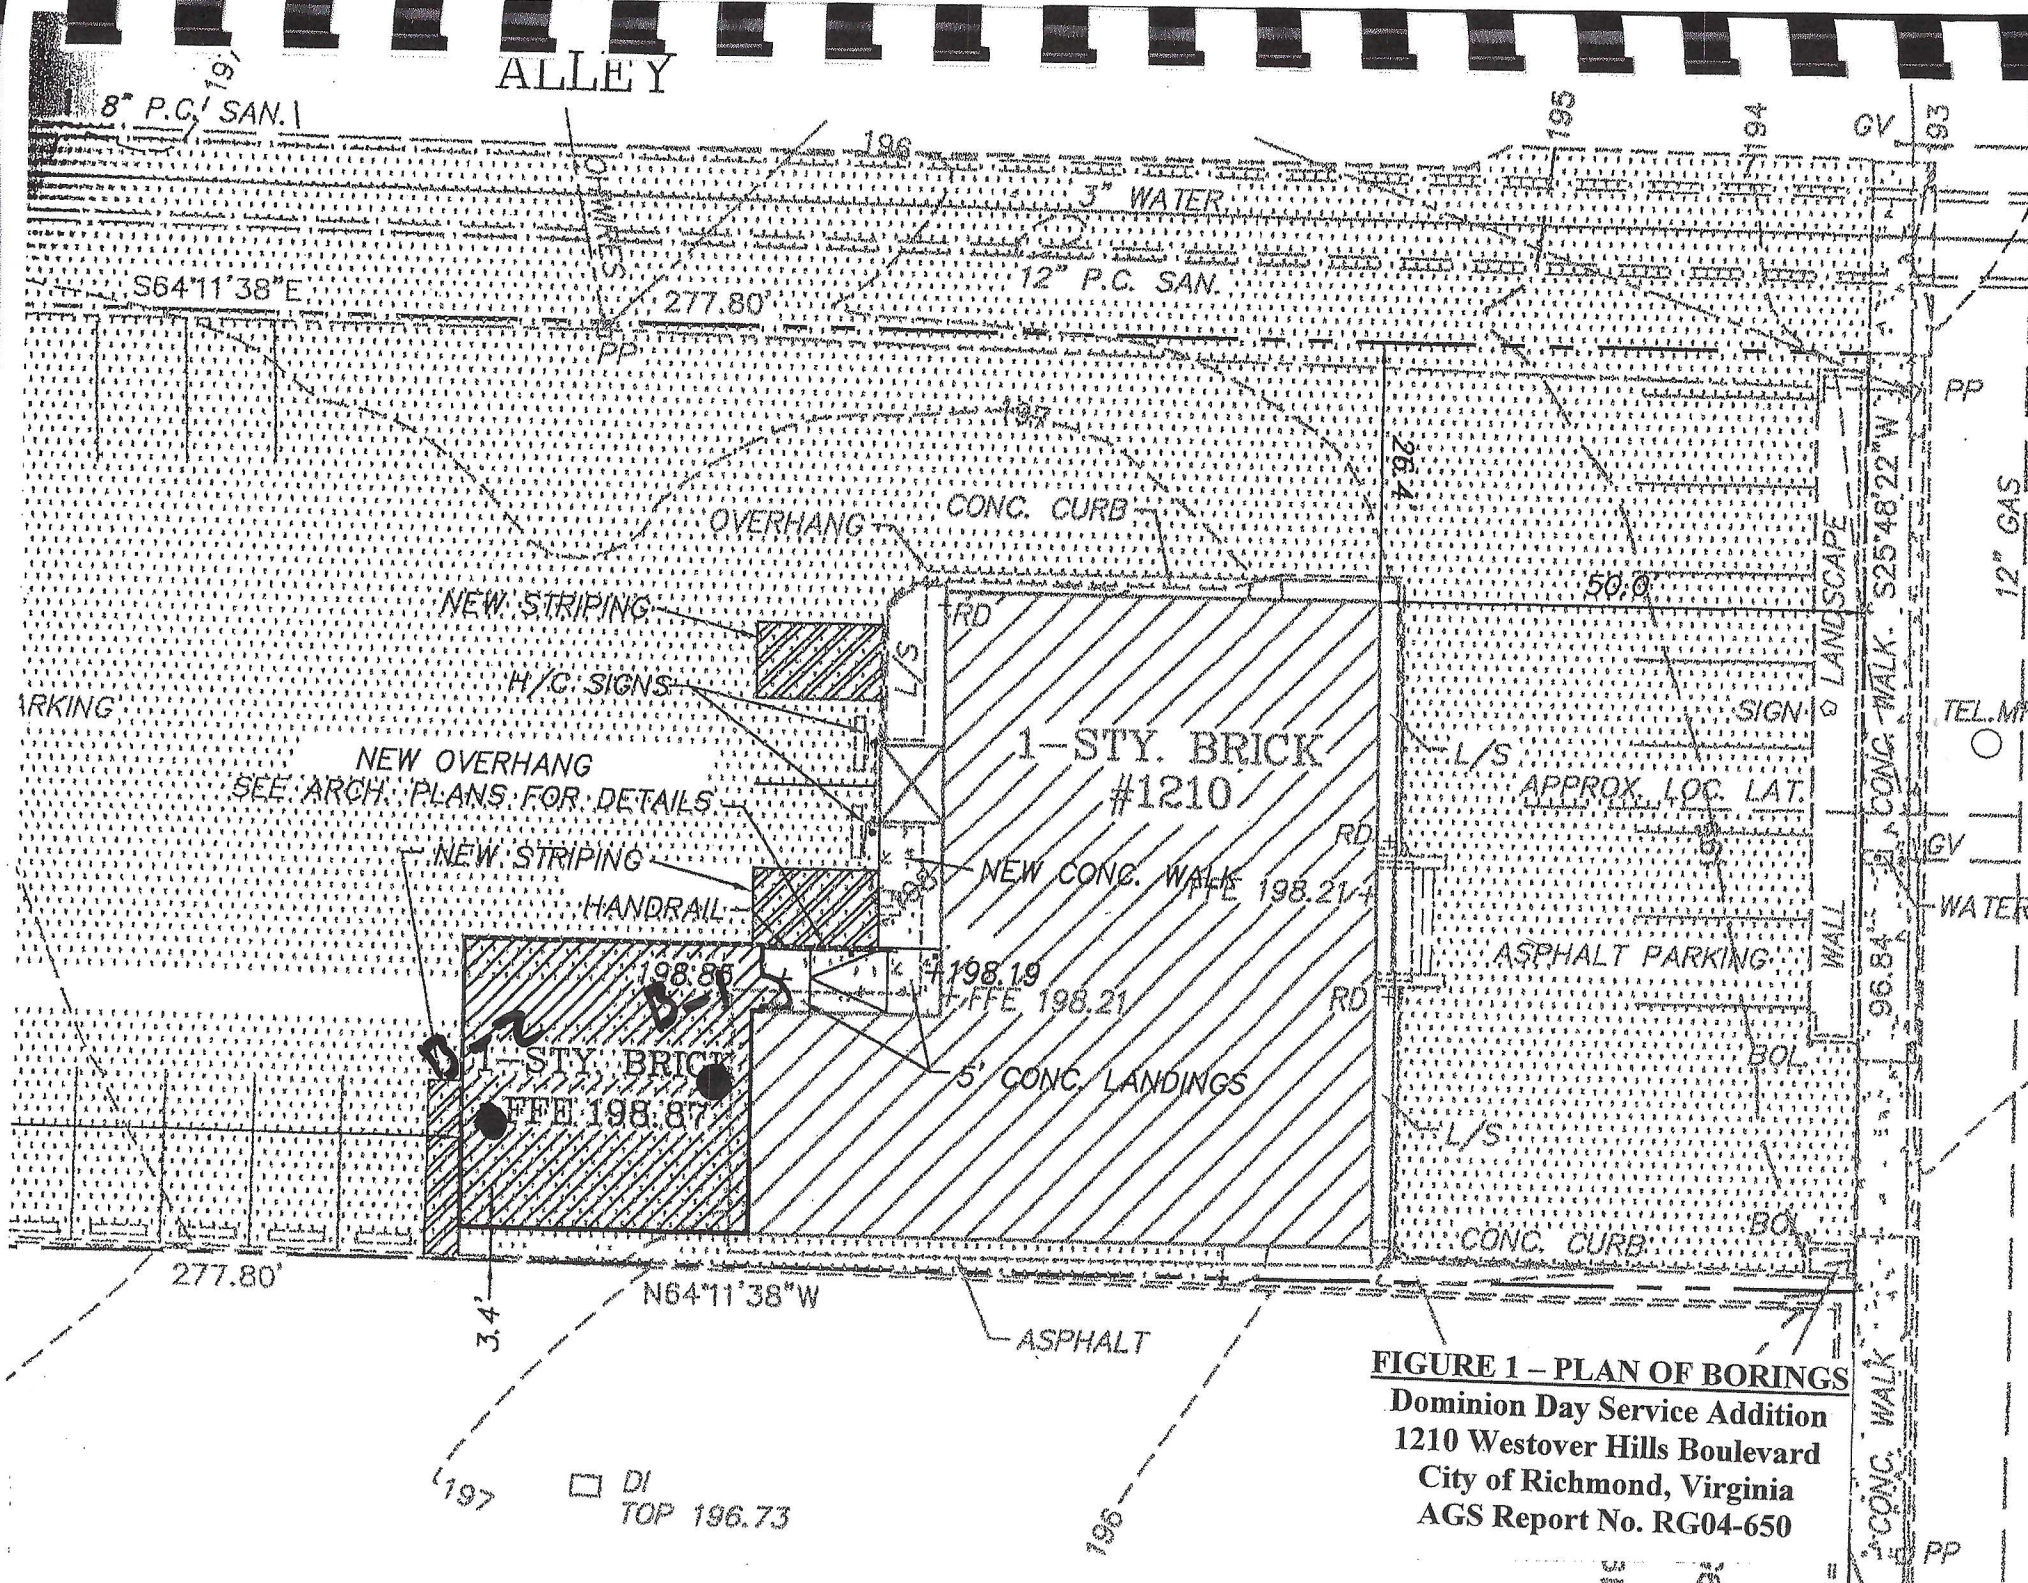 ALLEY
8" P.C. SAN.
197
196
195
194
GV
193
OVWRES
3" WATER
12" P.C. SAN.
S64°11'38"E
277.80'
PP
PP
197
26.4'
S25°48'22"W
12" GAS
OVERHANG
CONC. CURB
50.0'
NEW STRIPING
RD
L/S
LANDSCAPE
CONC. WALK
H/C SIGNS
ARKING
SIGN
TEL.M
1-STY. BRICK
#1210
L/S
NEW OVERHANG
SEE ARCH. PLANS FOR DETAILS
APPROX. LOC. LAT.
RD
GV
NEW STRIPING
NEW CONC. WALK
FFE 198.21
198
HANDRAIL
WATER
WALL
96.84'
ASPHALT PARKING
198.19
FFE 198.21
RD
B-1
B-2
1-STY. BRICK
FFE 198.87
5' CONC. LANDINGS
BOL.
L/S
BOL
CONC. CURB
277.80'
N64°11'38"W
3.4'
ASPHALT
197
DI
TOP 196.73
196
CONC. WALK
PP
FIGURE 1 – PLAN OF BORINGS
Dominion Day Service Addition
1210 Westover Hills Boulevard
City of Richmond, Virginia
AGS Report No. RG04-650